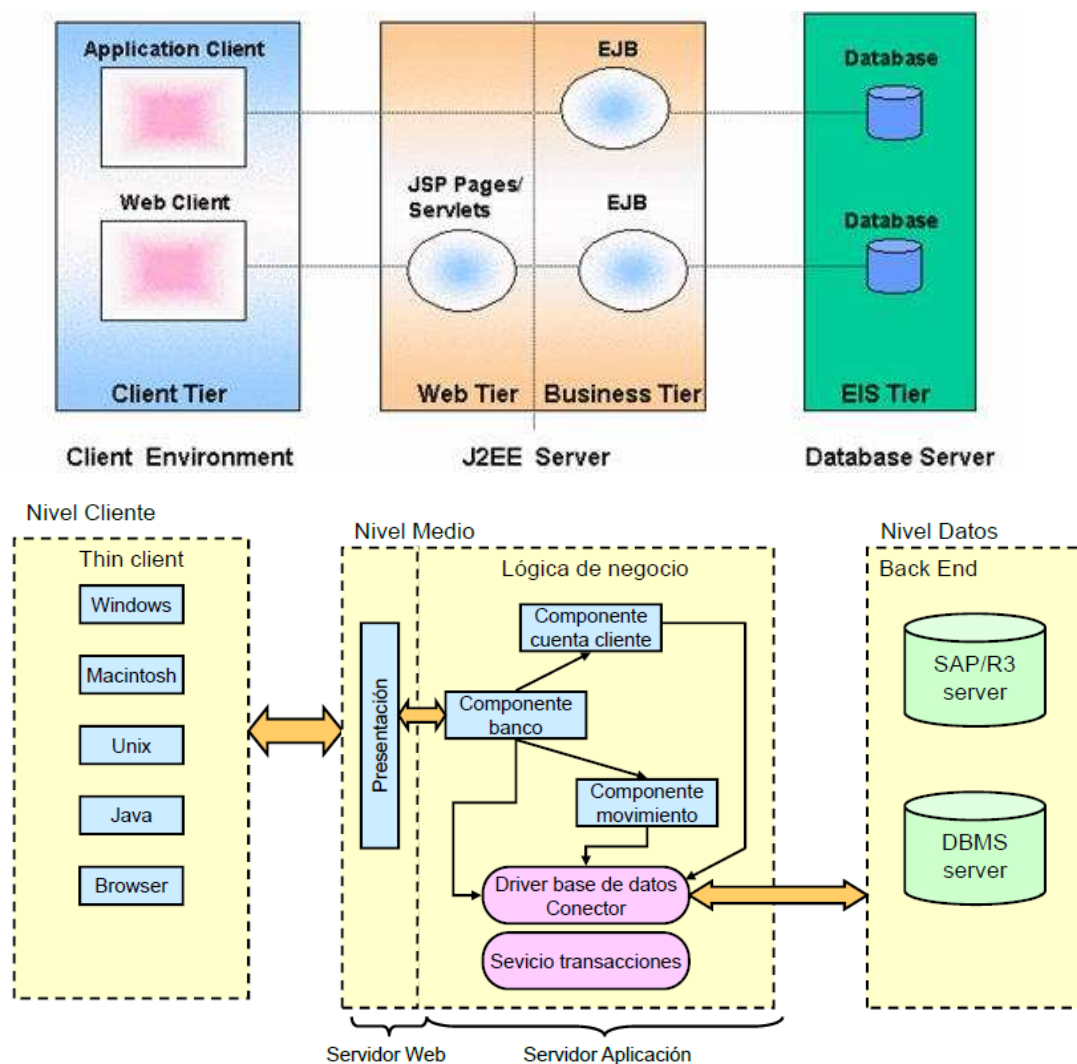 Application Client
EJB
Database
Web Client
JSP Pages/
Servlets
EJB
Database
Client Tier
Web Tier
Business Tier
EIS Tier
Client Environment
J2EE Server
Database Server
Nivel Cliente
Thin client
Windows
Macintosh
Unix
Java
Browser
Nivel Medio
Presentación
Lógica de negocio
Componente
cuenta cliente
Componente
banco
Componente
movimiento
Driver base de datos
Conector
Sevicio transacciones
Servidor Web
Servidor Aplicación
Nivel Datos
Back End
SAP/R3
server
DBMS
server